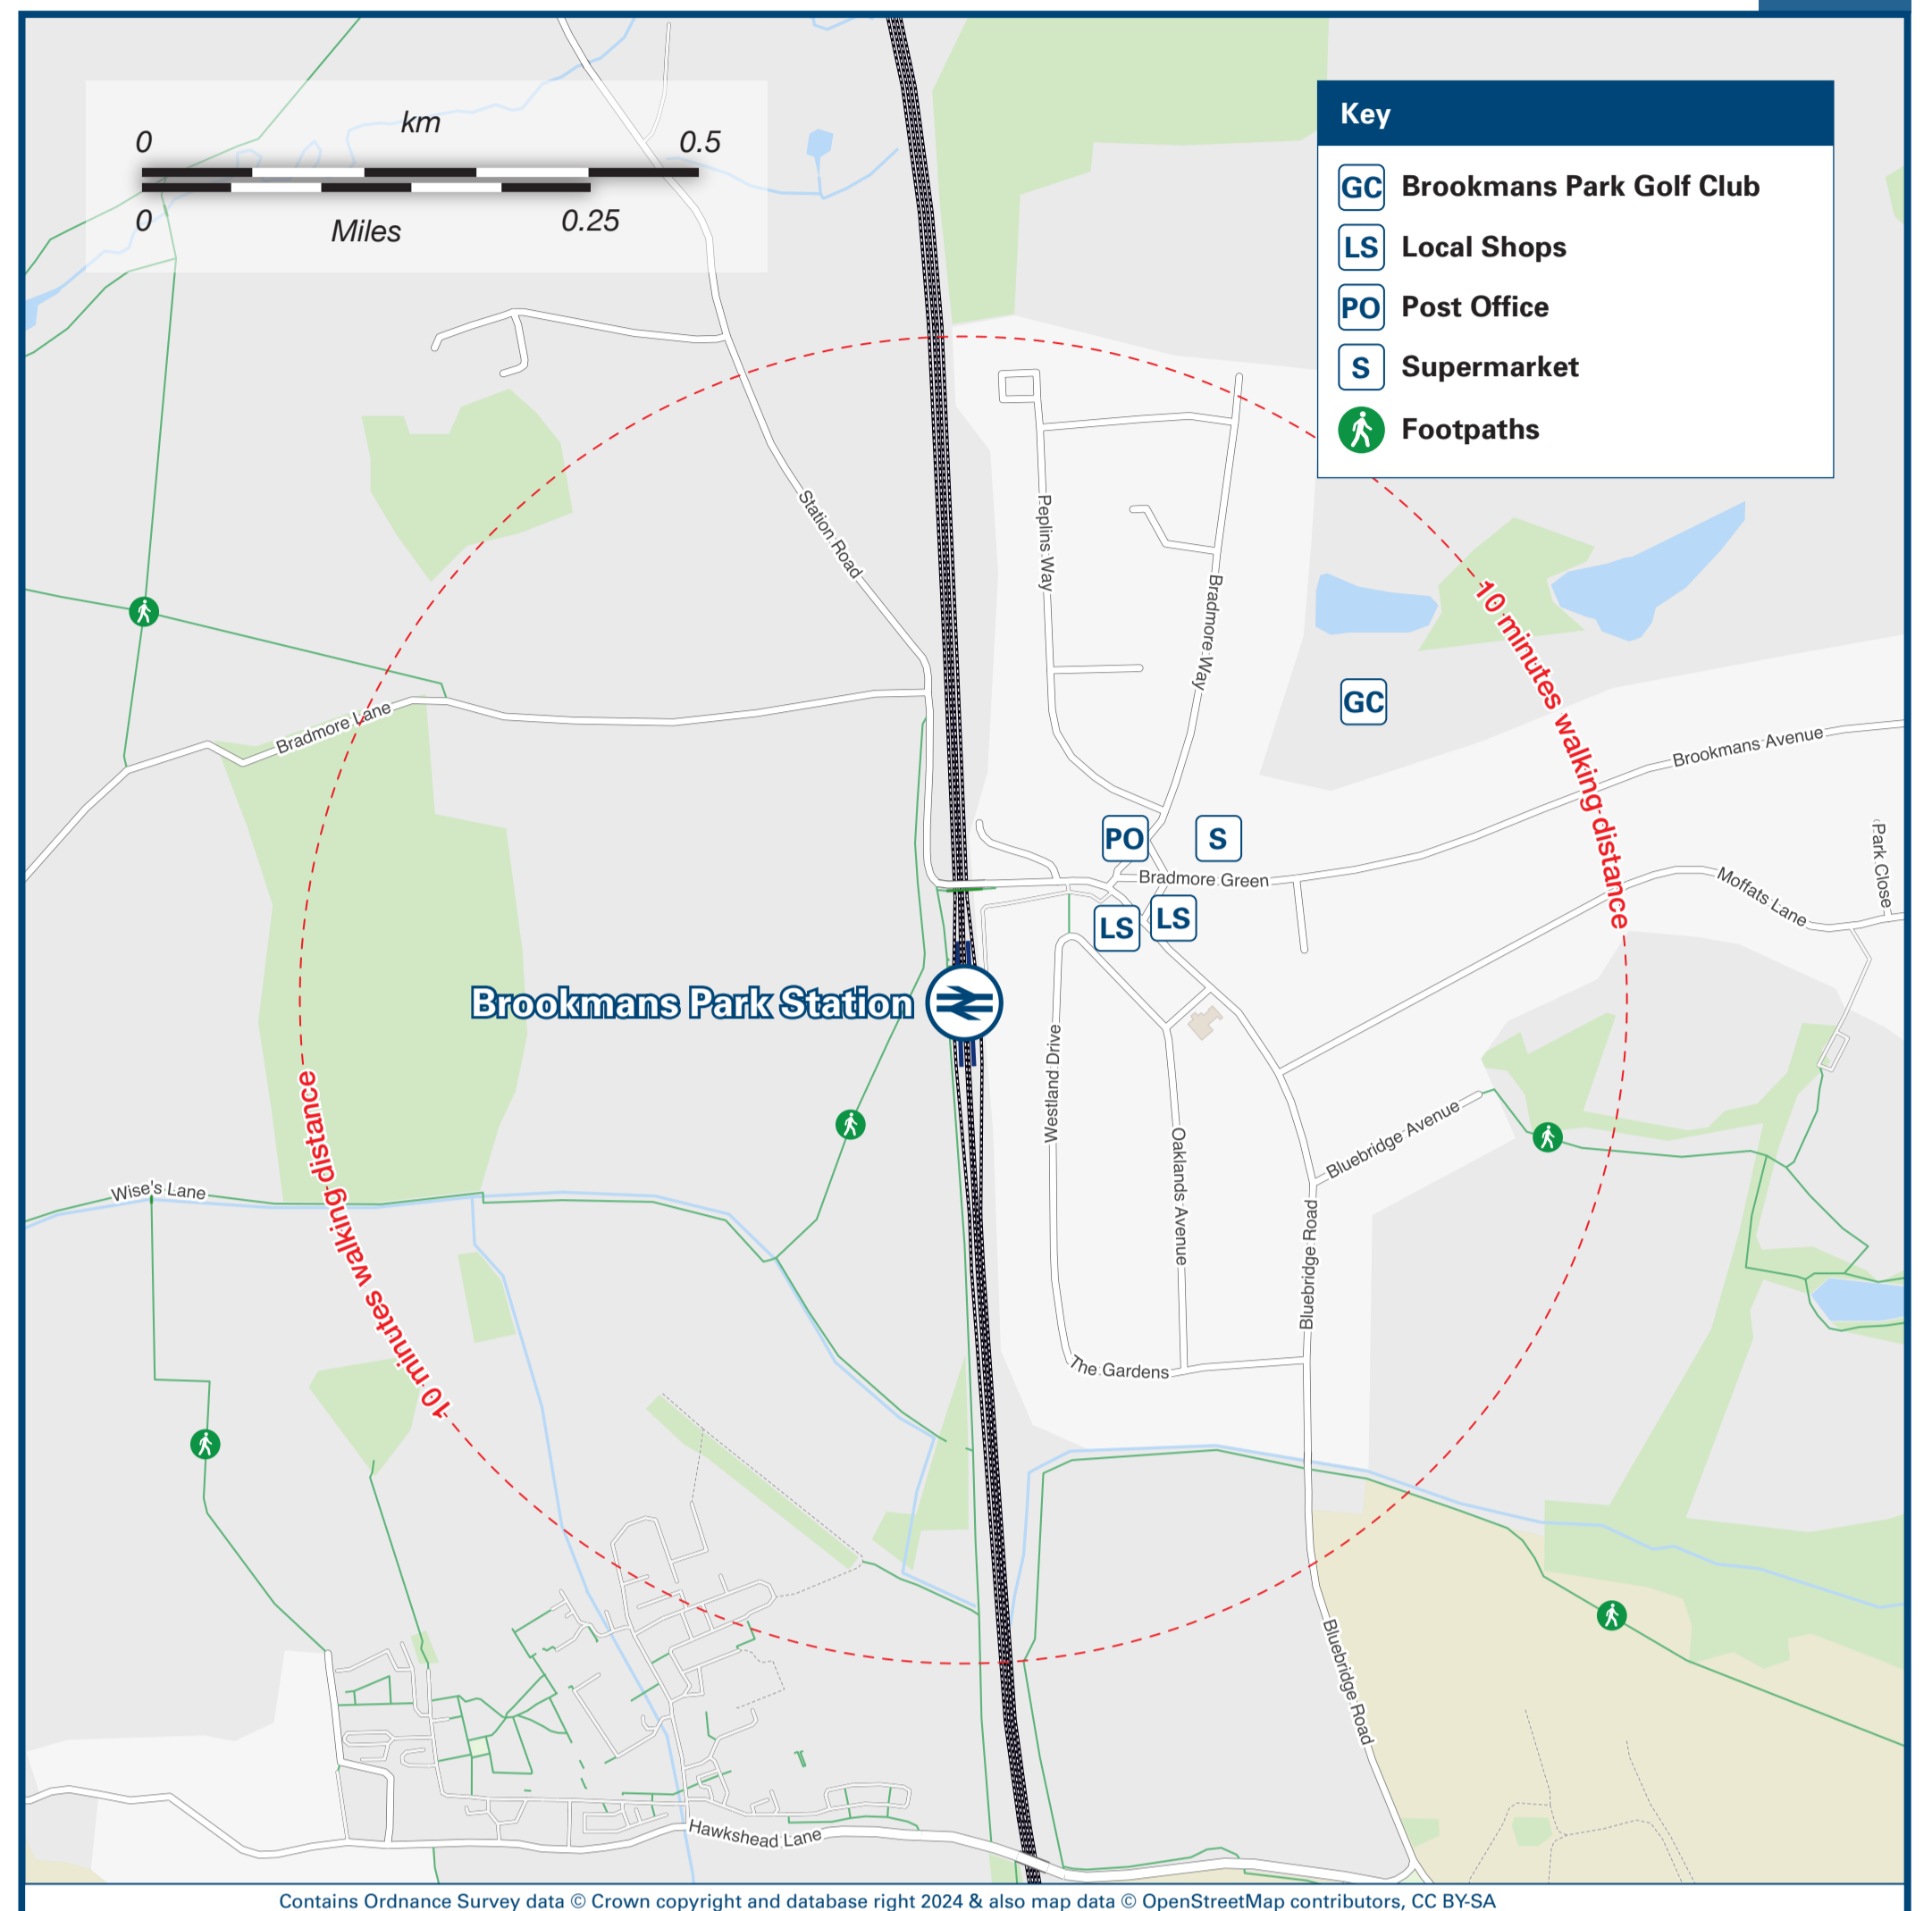 km
0
0.5
0
0.25
Miles
Key
GC Brookmans Park Golf Club
LS Local Shops
PO Post Office
S Supermarket
Footpaths
Station Road
Peplins Way
Bradmore Way
10 minutes walking distance
GC
Bradmore Lane
Brookmans Avenue
PO
S
Park Close
Bradmore Green
Moffats Lane
LS
LS
Brookmans Park Station
Westland Drive
Oaklands Avenue
Bluebridge Avenue
Wise's Lane
10 minutes walking distance
Bluebridge Road
The Gardens
Bluebridge Road
Hawkshead Lane
Contains Ordnance Survey data © Crown copyright and database right 2024 & also map data © OpenStreetMap contributors, CC BY-SA